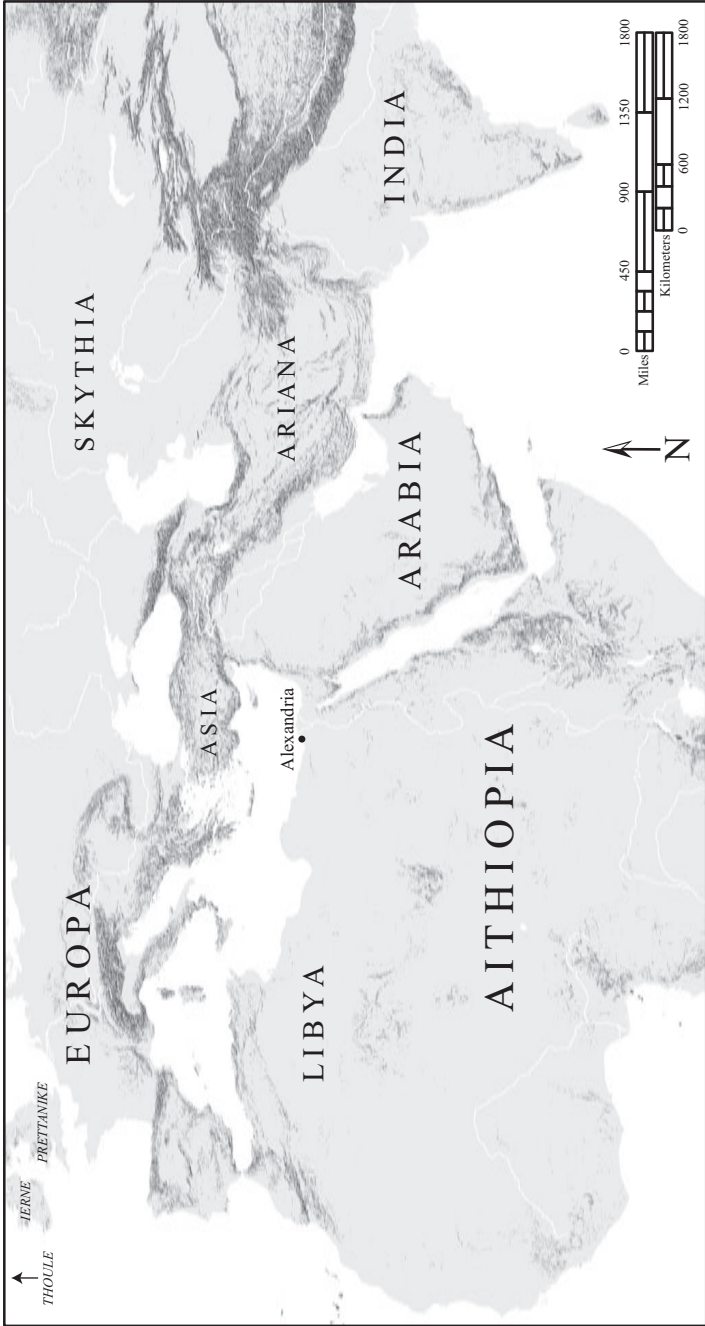 THOULE
IERNE
PRETTANIKE
EUROPA
SKYTHIA
ASIA
ARIANA
INDIA
Alexandria
LIBYA
ARABIA
AITHIOPIA
N
0 450 900 1350 1800
Miles
Kilometers
0 600 1200 1800